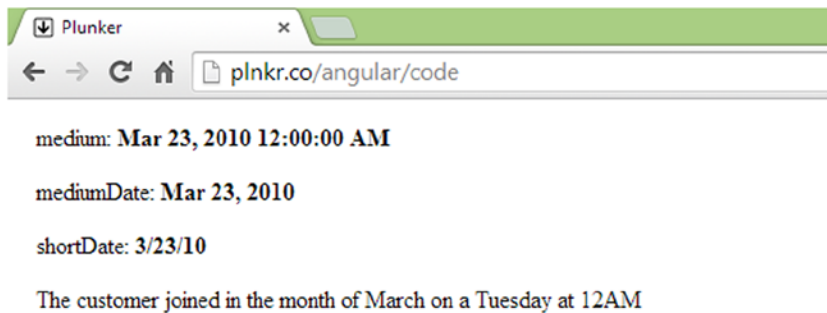 Plunker
plnkr.co/angular/code
medium: Mar 23, 2010 12:00:00 AM
mediumDate: Mar 23, 2010
shortDate: 3/23/10
The customer joined in the month of March on a Tuesday at 12AM